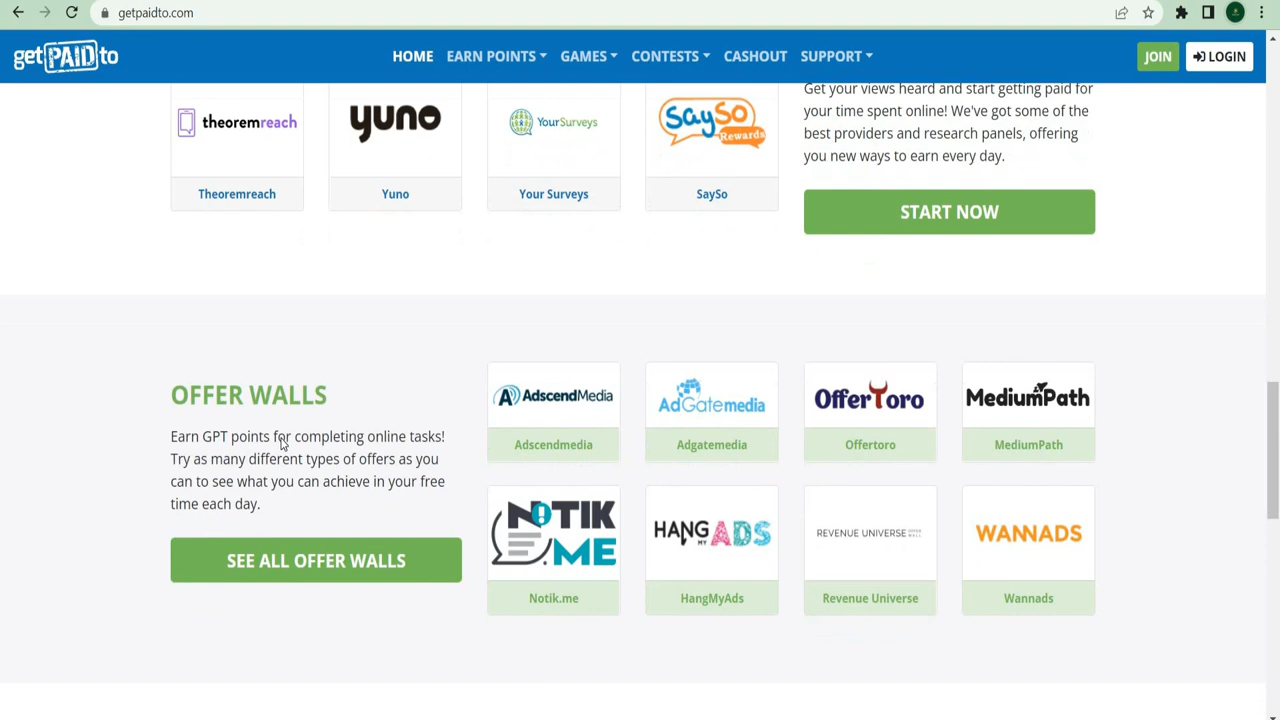 getpaidto.com
getPAIDto
HOME EARN POINTS GAMES CONTESTS CASHOUT SUPPORT JOIN LOGIN
theoremreach
yuno
YourSurveys
SaySo Rewards
Theoremreach
Yuno
Your Surveys
SaySo
Get your views heard and start getting paid for
your time spent online! We've got some of the
best providers and research panels, offering
you new ways to earn every day.
START NOW
OFFER WALLS
Earn GPT points for completing online tasks!
Try as many different types of offers as you
can to see what you can achieve in your free
time each day.
SEE ALL OFFER WALLS
AdscendMedia
AdGatemedia
OfferToro
MediumPath
Adscendmedia
Adgatemedia
Offertoro
MediumPath
NOTIK ME
HANG MY ADS
REVENUE UNIVERSE OFFER WALL
WANNADS
Notik.me
HangMyAds
Revenue Universe
Wannads